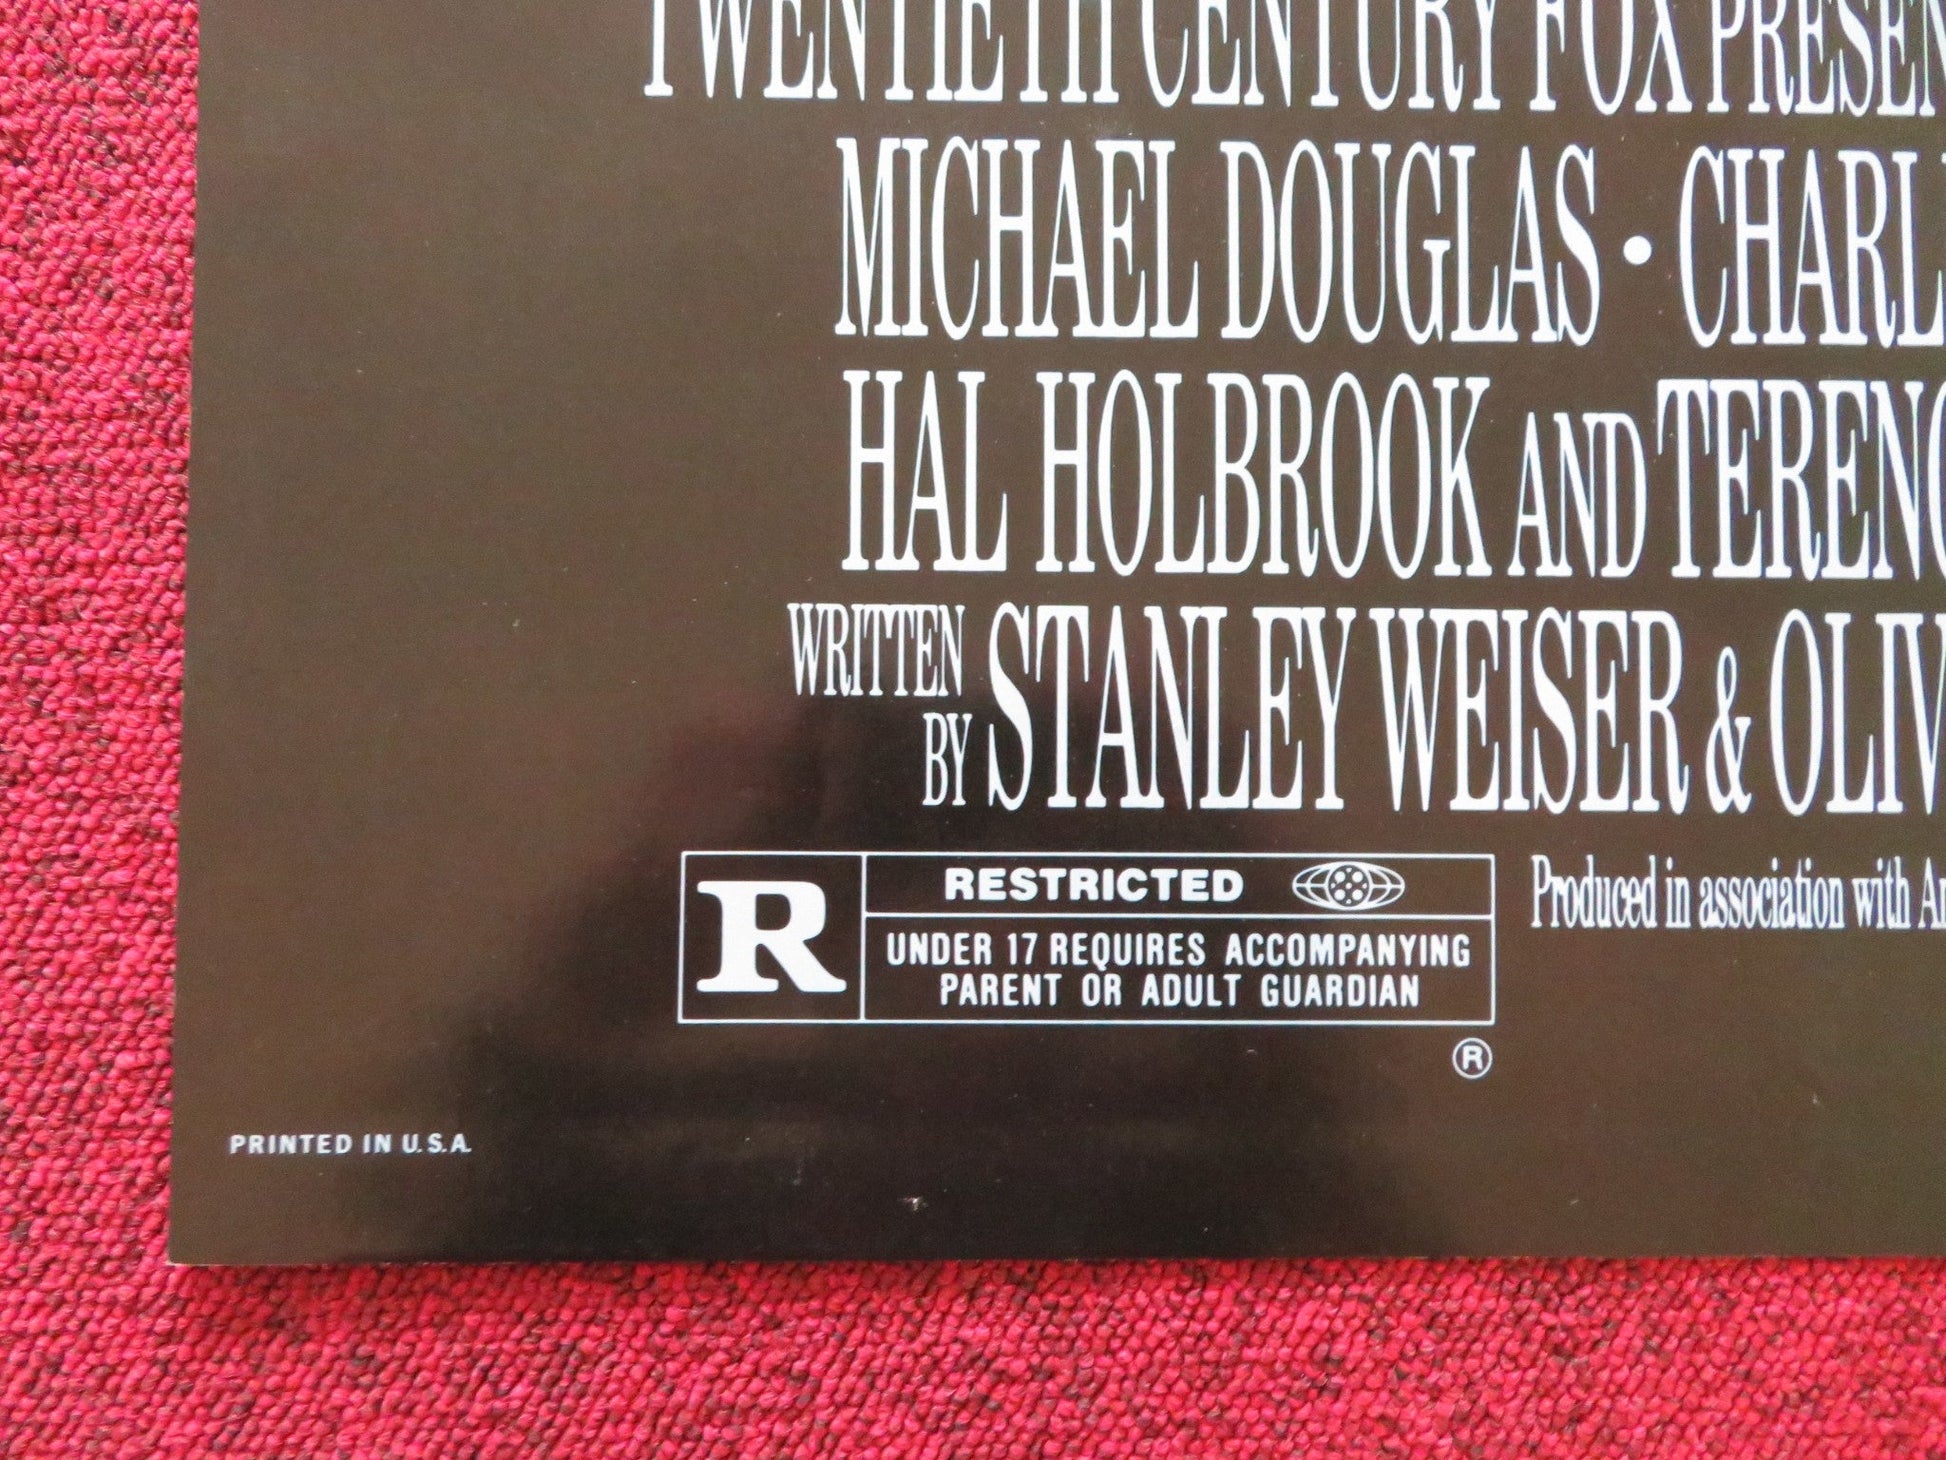 TWENTIETH CENTURY FOX PRESEN
MICHAEL DOUGLAS • CHARL
HAL HOLBROOK AND TERENC
WRITTEN BY STANLEY WEISER & OLIV
R
RESTRICTED
UNDER 17 REQUIRES ACCOMPANYING
PARENT OR ADULT GUARDIAN
®
Produced in association with Am
PRINTED IN U.S.A.